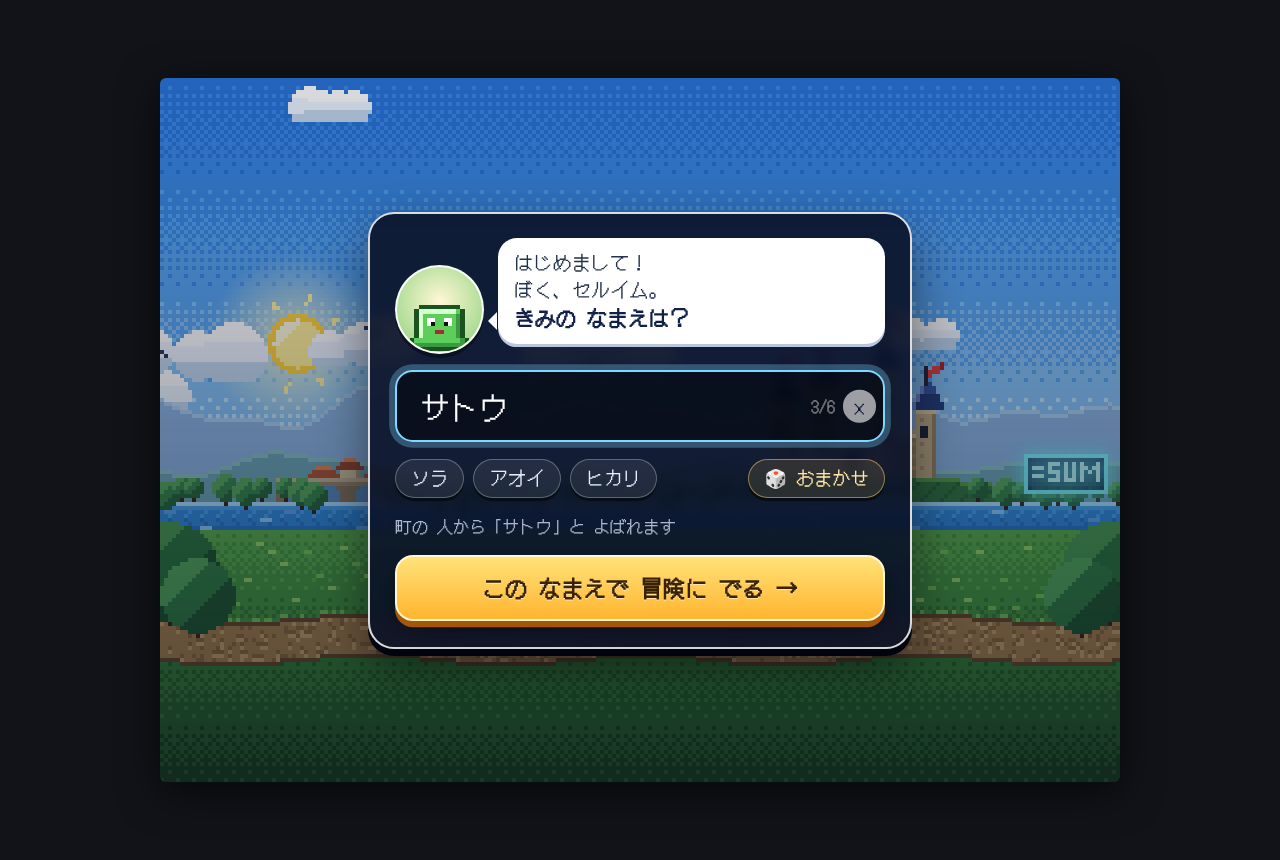 はじめまして！
ぼく、セルイム。
きみの なまえは？
サトウ
3/6
x
ソラ
アオイ
ヒカリ
おまかせ
町の 人から「サトウ」と よばれます
この なまえで 冒険に でる →
=SUM